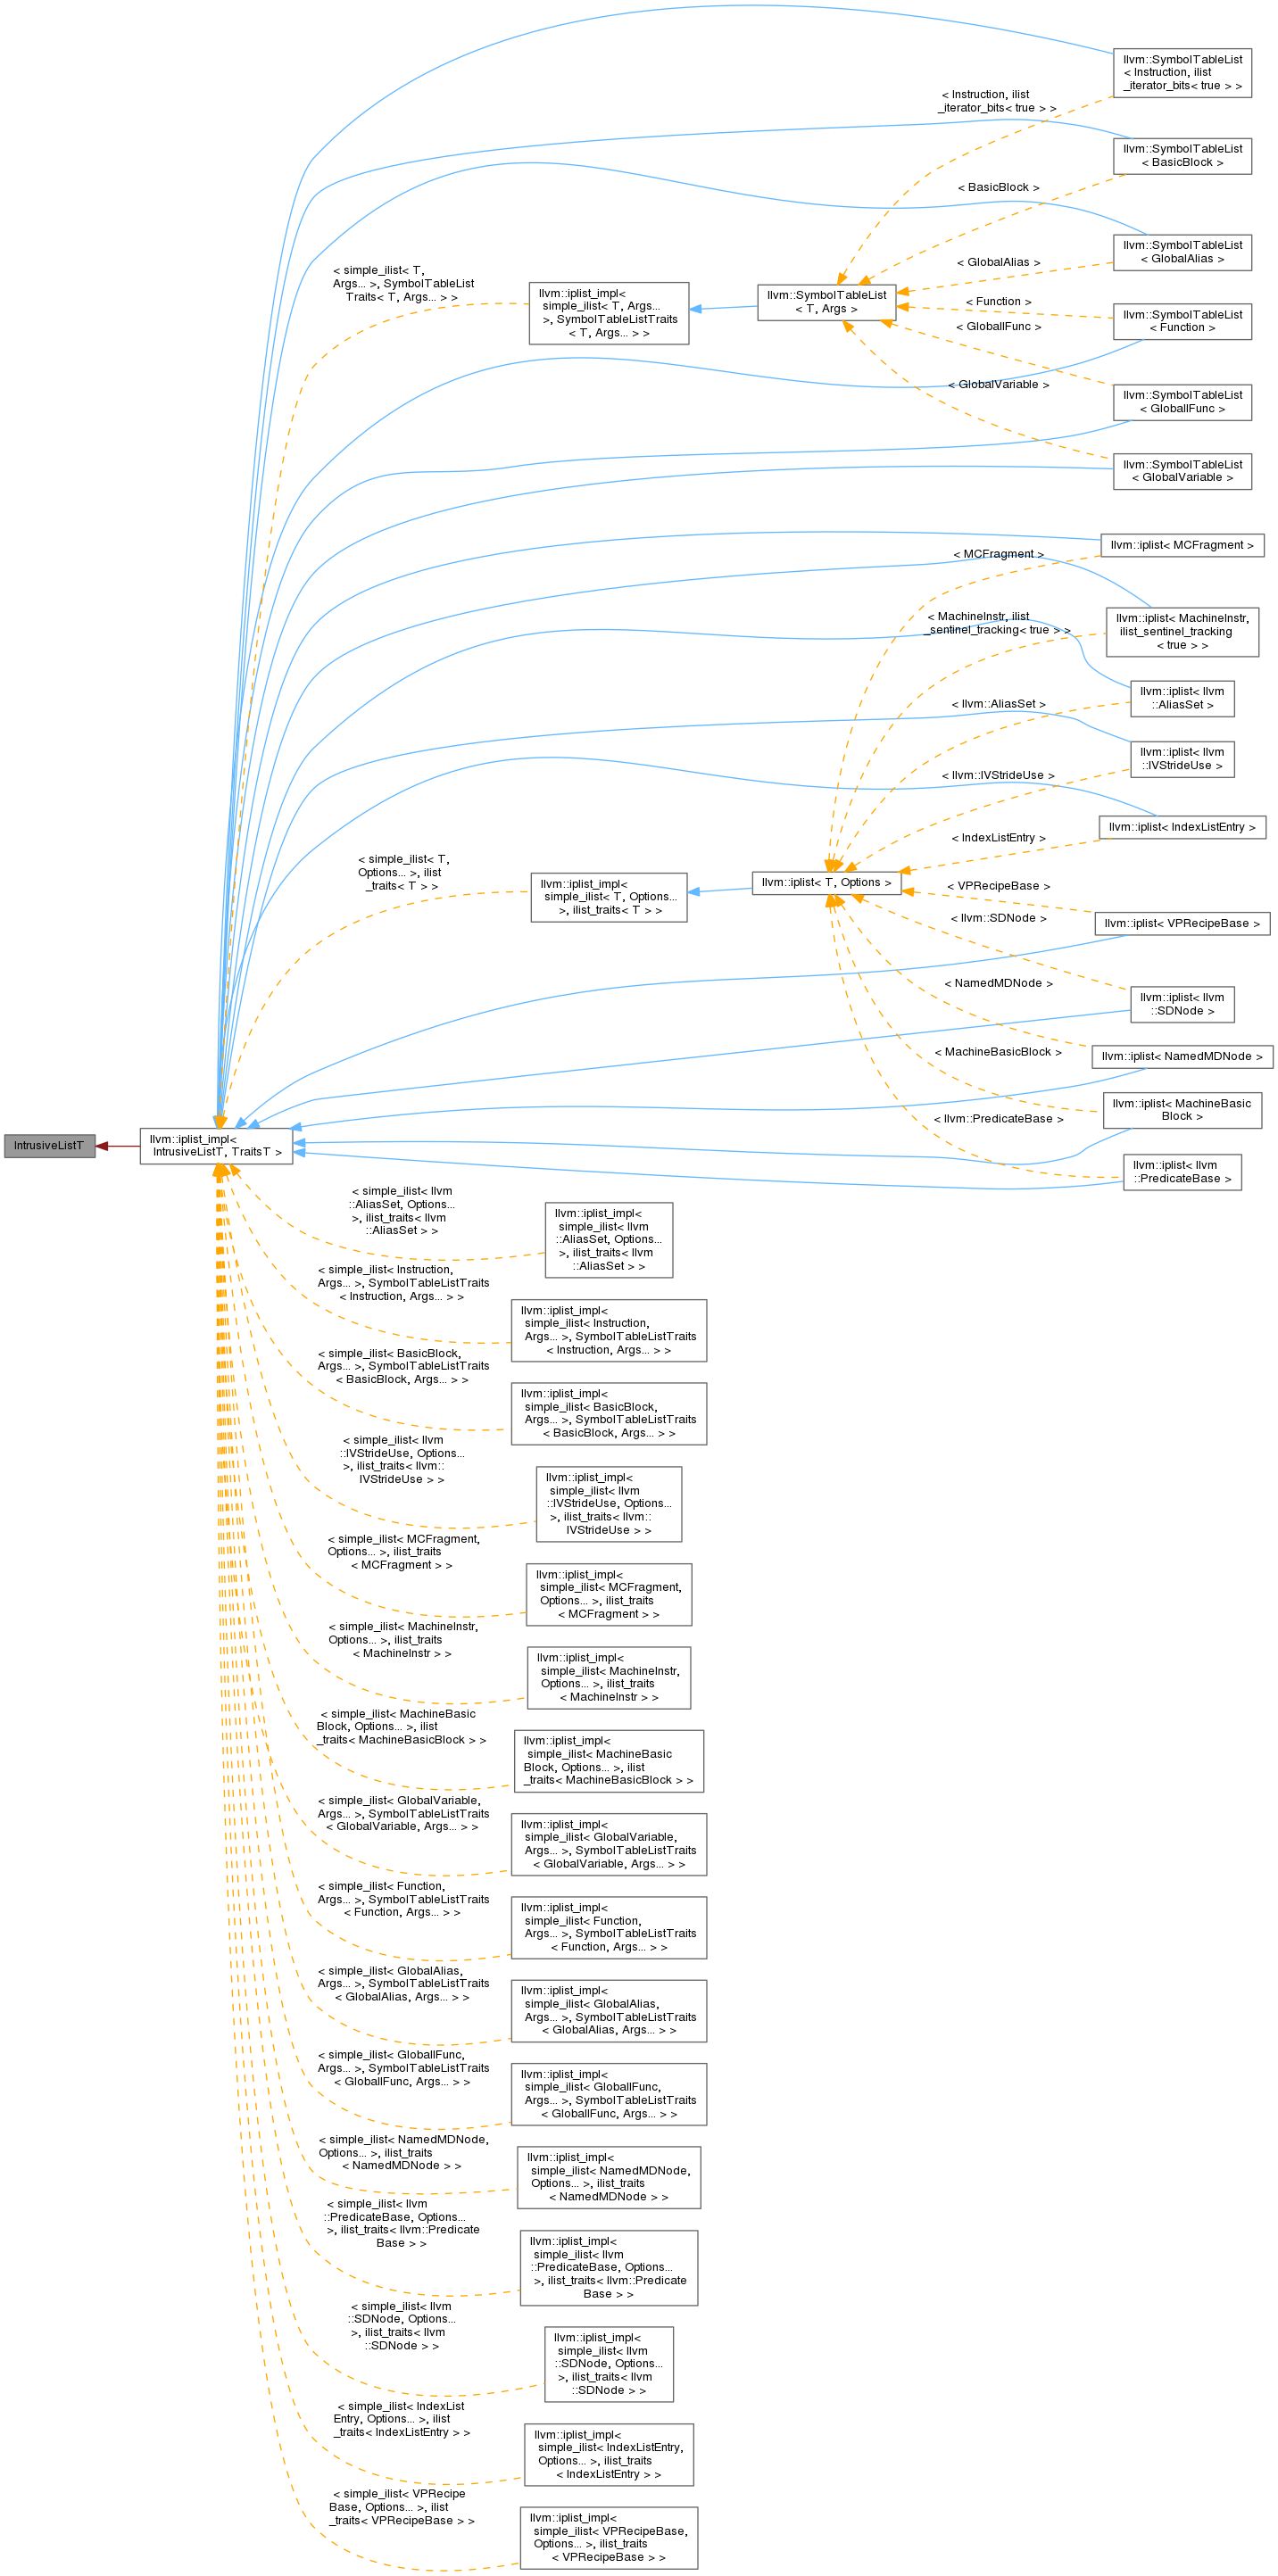 llvm::SymbolTableList
< Instruction, ilist
_iterator_bits< true > >
< Instruction, ilist
_iterator_bits< true > >
llvm::SymbolTableList
< BasicBlock >
< BasicBlock >
llvm::SymbolTableList
< GlobalAlias >
< GlobalAlias >
< simple_ilist< T,
Args... >, SymbolTableList
Traits< T, Args... > >
llvm::iplist_impl<
simple_ilist< T, Args...
>, SymbolTableListTraits
< T, Args... > >
llvm::SymbolTableList
< T, Args >
< Function >
llvm::SymbolTableList
< Function >
< GlobalIFunc >
< GlobalVariable >
llvm::SymbolTableList
< GlobalIFunc >
llvm::SymbolTableList
< GlobalVariable >
llvm::iplist< MCFragment >
< MCFragment >
< MachineInstr, ilist
_sentinel_tracking< true > >
llvm::iplist< MachineInstr,
ilist_sentinel_tracking
< true > >
< llvm::AliasSet >
llvm::iplist< llvm
::AliasSet >
llvm::iplist< llvm
::IVStrideUse >
< llvm::IVStrideUse >
llvm::iplist< IndexListEntry >
< IndexListEntry >
< simple_ilist< T,
Options... >, ilist
_traits< T > >
llvm::iplist_impl<
simple_ilist< T, Options...
>, ilist_traits< T > >
llvm::iplist< T, Options >
< VPRecipeBase >
llvm::iplist< VPRecipeBase >
< llvm::SDNode >
llvm::iplist< llvm
::SDNode >
< NamedMDNode >
llvm::iplist< NamedMDNode >
< MachineBasicBlock >
llvm::iplist< MachineBasic
Block >
< llvm::PredicateBase >
llvm::iplist< llvm
::PredicateBase >
IntrusiveListT
llvm::iplist_impl<
IntrusiveListT, TraitsT >
< simple_ilist< llvm
::AliasSet, Options...
>, ilist_traits< llvm
::AliasSet > >
llvm::iplist_impl<
simple_ilist< llvm
::AliasSet, Options...
>, ilist_traits< llvm
::AliasSet > >
< simple_ilist< Instruction,
Args... >, SymbolTableListTraits
< Instruction, Args... > >
llvm::iplist_impl<
simple_ilist< Instruction,
Args... >, SymbolTableListTraits
< Instruction, Args... > >
< simple_ilist< BasicBlock,
Args... >, SymbolTableListTraits
< BasicBlock, Args... > >
llvm::iplist_impl<
simple_ilist< BasicBlock,
Args... >, SymbolTableListTraits
< BasicBlock, Args... > >
< simple_ilist< llvm
::IVStrideUse, Options...
>, ilist_traits< llvm::
IVStrideUse > >
llvm::iplist_impl<
simple_ilist< llvm
::IVStrideUse, Options...
>, ilist_traits< llvm::
IVStrideUse > >
< simple_ilist< MCFragment,
Options... >, ilist_traits
< MCFragment > >
llvm::iplist_impl<
simple_ilist< MCFragment,
Options... >, ilist_traits
< MCFragment > >
< simple_ilist< MachineInstr,
Options... >, ilist_traits
< MachineInstr > >
llvm::iplist_impl<
simple_ilist< MachineInstr,
Options... >, ilist_traits
< MachineInstr > >
< simple_ilist< MachineBasic
Block, Options... >, ilist
_traits< MachineBasicBlock > >
llvm::iplist_impl<
simple_ilist< MachineBasic
Block, Options... >, ilist
_traits< MachineBasicBlock > >
< simple_ilist< GlobalVariable,
Args... >, SymbolTableListTraits
< GlobalVariable, Args... > >
llvm::iplist_impl<
simple_ilist< GlobalVariable,
Args... >, SymbolTableListTraits
< GlobalVariable, Args... > >
< simple_ilist< Function,
Args... >, SymbolTableListTraits
< Function, Args... > >
llvm::iplist_impl<
simple_ilist< Function,
Args... >, SymbolTableListTraits
< Function, Args... > >
< simple_ilist< GlobalAlias,
Args... >, SymbolTableListTraits
< GlobalAlias, Args... > >
llvm::iplist_impl<
simple_ilist< GlobalAlias,
Args... >, SymbolTableListTraits
< GlobalAlias, Args... > >
< simple_ilist< GlobalIFunc,
Args... >, SymbolTableListTraits
< GlobalIFunc, Args... > >
llvm::iplist_impl<
simple_ilist< GlobalIFunc,
Args... >, SymbolTableListTraits
< GlobalIFunc, Args... > >
< simple_ilist< NamedMDNode,
Options... >, ilist_traits
< NamedMDNode > >
llvm::iplist_impl<
simple_ilist< NamedMDNode,
Options... >, ilist_traits
< NamedMDNode > >
< simple_ilist< llvm
::PredicateBase, Options...
>, ilist_traits< llvm::Predicate
Base > >
llvm::iplist_impl<
simple_ilist< llvm
::PredicateBase, Options...
>, ilist_traits< llvm::Predicate
Base > >
< simple_ilist< llvm
::SDNode, Options...
>, ilist_traits< llvm
::SDNode > >
llvm::iplist_impl<
simple_ilist< llvm
::SDNode, Options...
>, ilist_traits< llvm
::SDNode > >
< simple_ilist< IndexList
Entry, Options... >, ilist
_traits< IndexListEntry > >
llvm::iplist_impl<
simple_ilist< IndexListEntry,
Options... >, ilist_traits
< IndexListEntry > >
< simple_ilist< VPRecipe
Base, Options... >, ilist
_traits< VPRecipeBase > >
llvm::iplist_impl<
simple_ilist< VPRecipeBase,
Options... >, ilist_traits
< VPRecipeBase > >